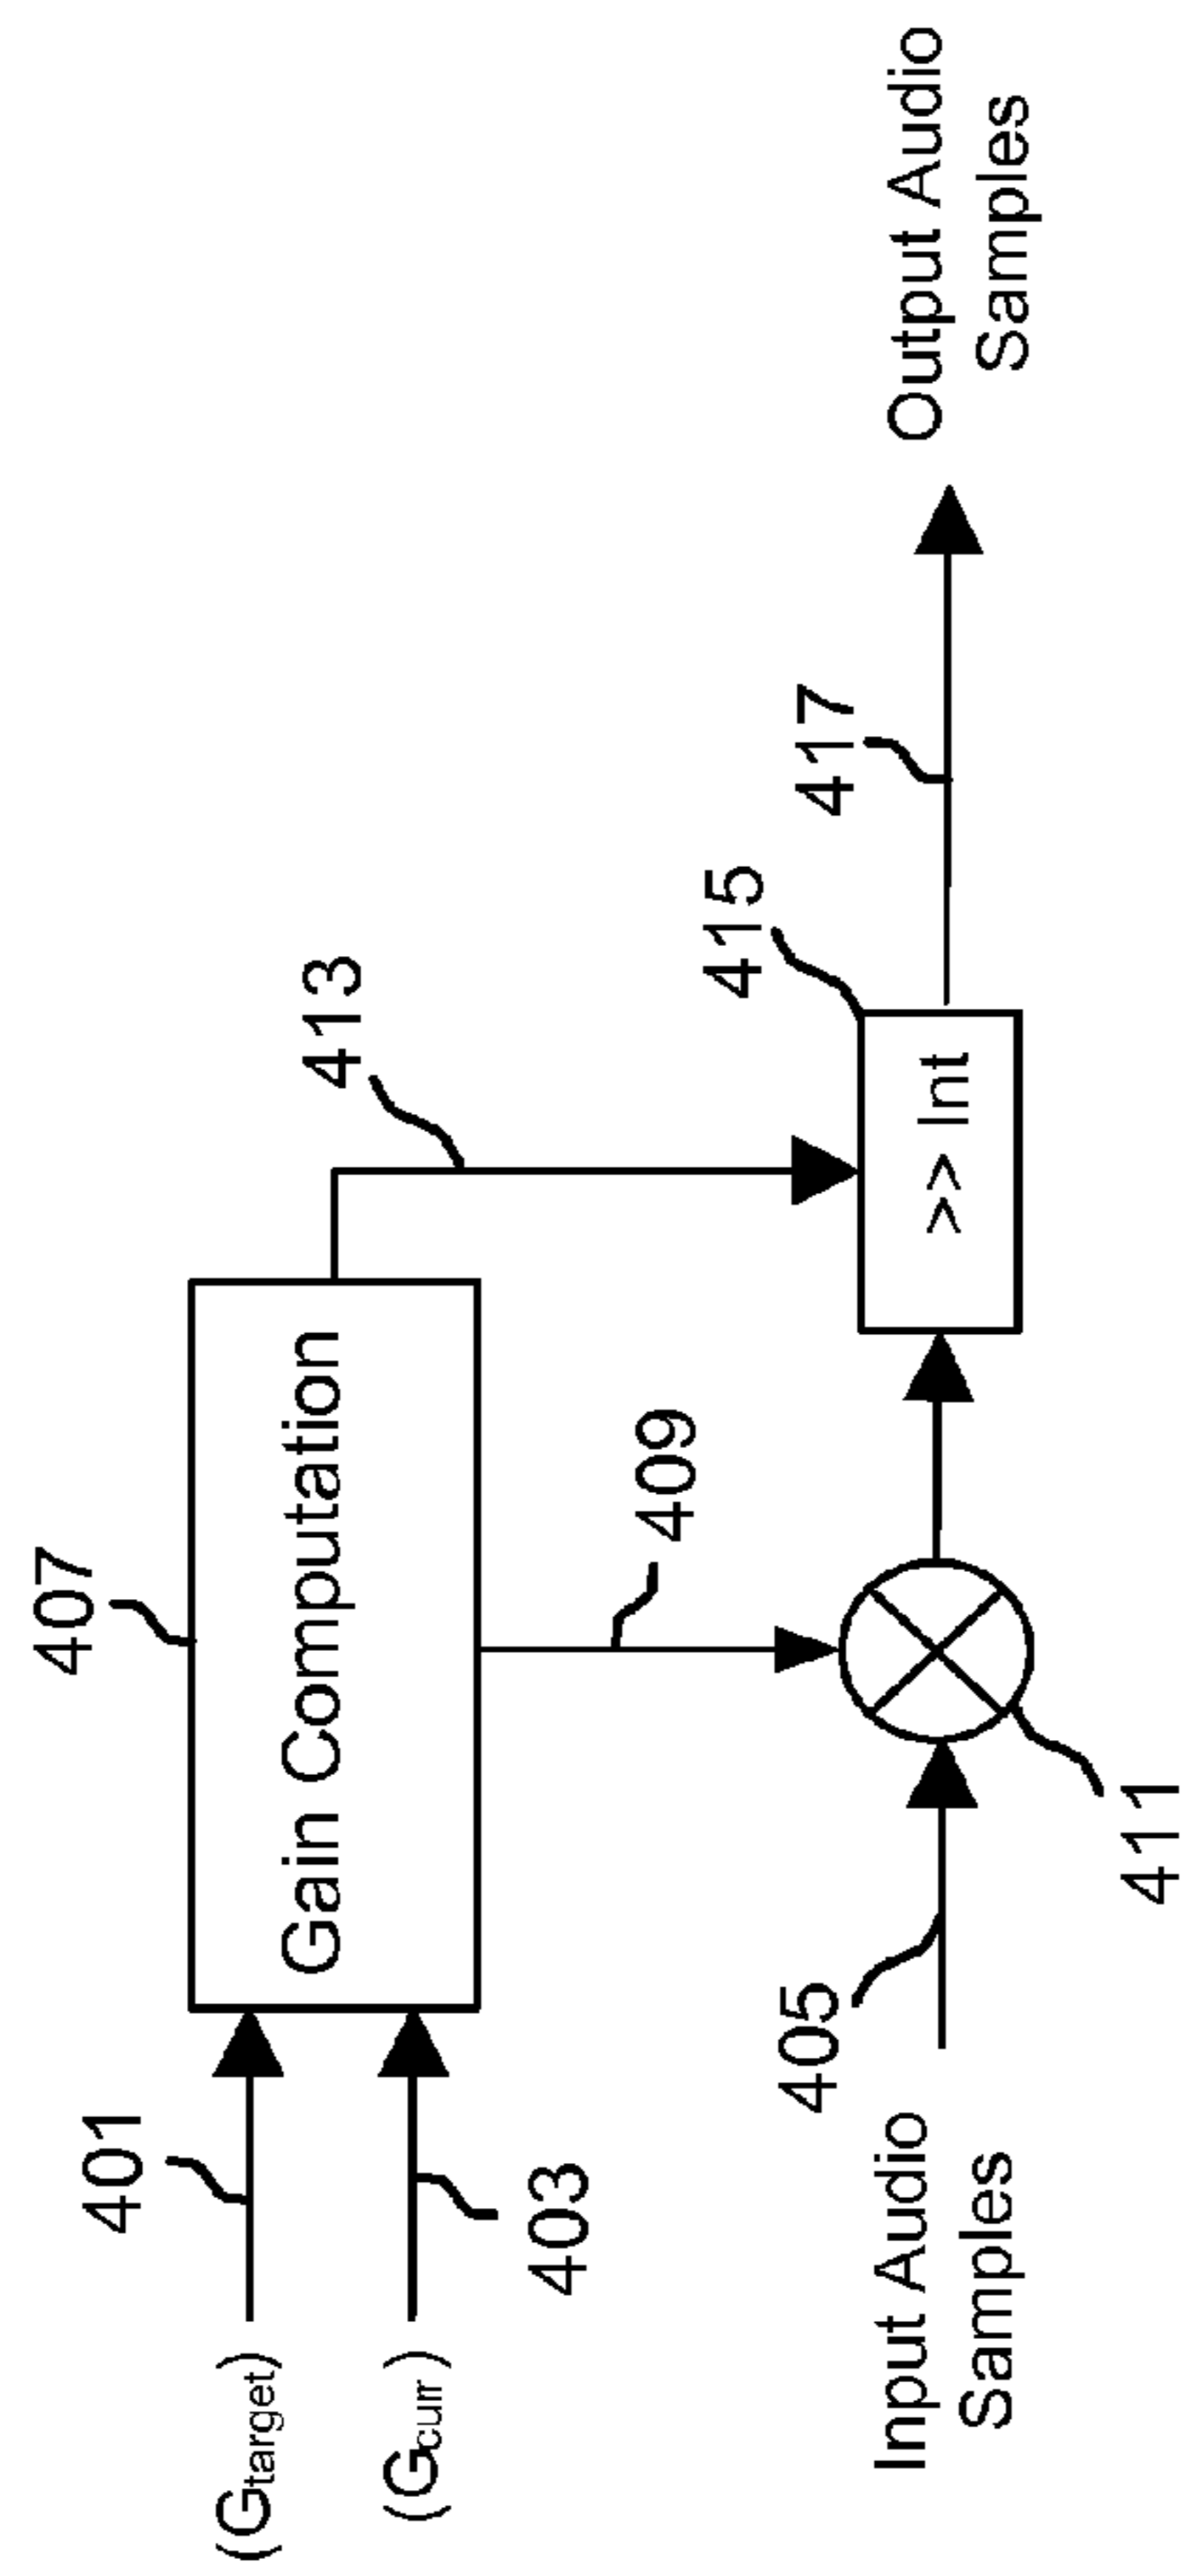 401
(Gtarget)
(Gcurr)
403
407
Gain Computation
413
409
415
>> Int
417
405
Input Audio
Samples
411
Output Audio
Samples